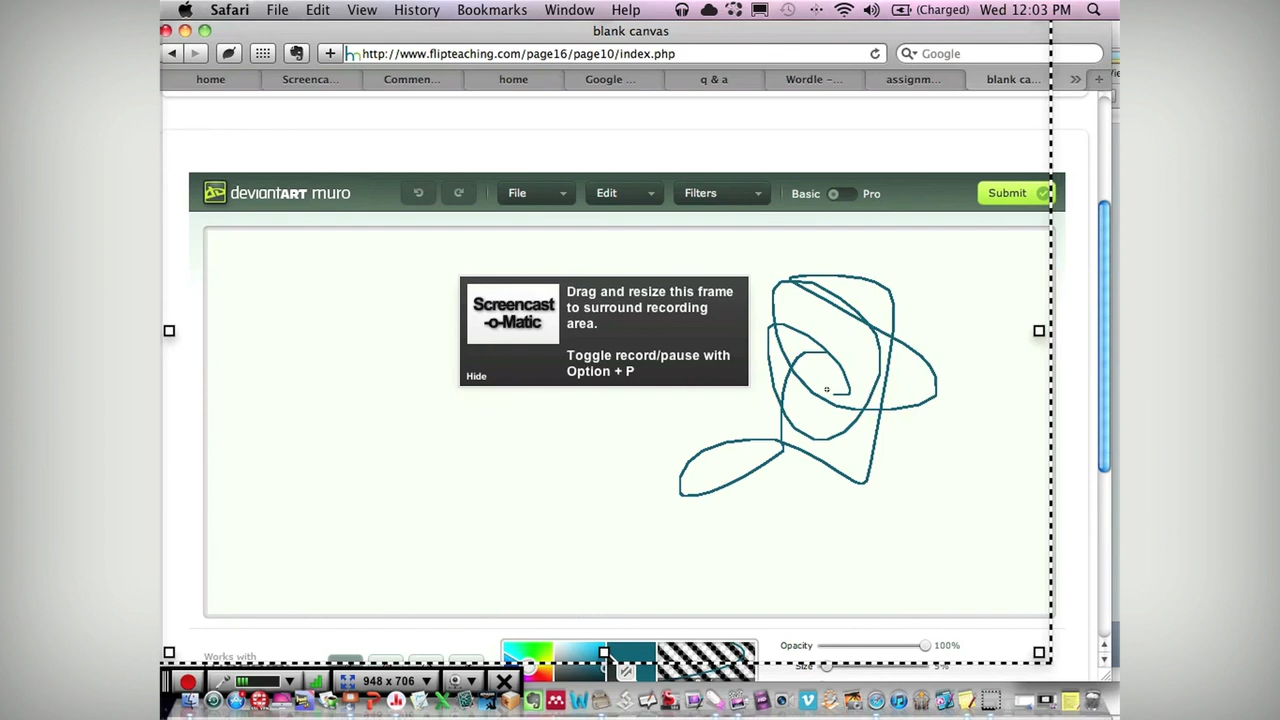 Safari File Edit View History Bookmarks Window Help (Charged) Wed 12:03 PM
blank canvas
http://www.flipteaching.com/page16/page10/index.php Google
home Screenca... Commen... home Google ... q & a Wordle –... assignm... blank ca...
deviantART muro File Edit Filters Basic Pro Submit
Screencast
-o-Matic
Hide
Drag and resize this frame
to surround recording
area.
Toggle record/pause with
Option + P
Works with
Opacity 100%
Size 5%
948 x 706